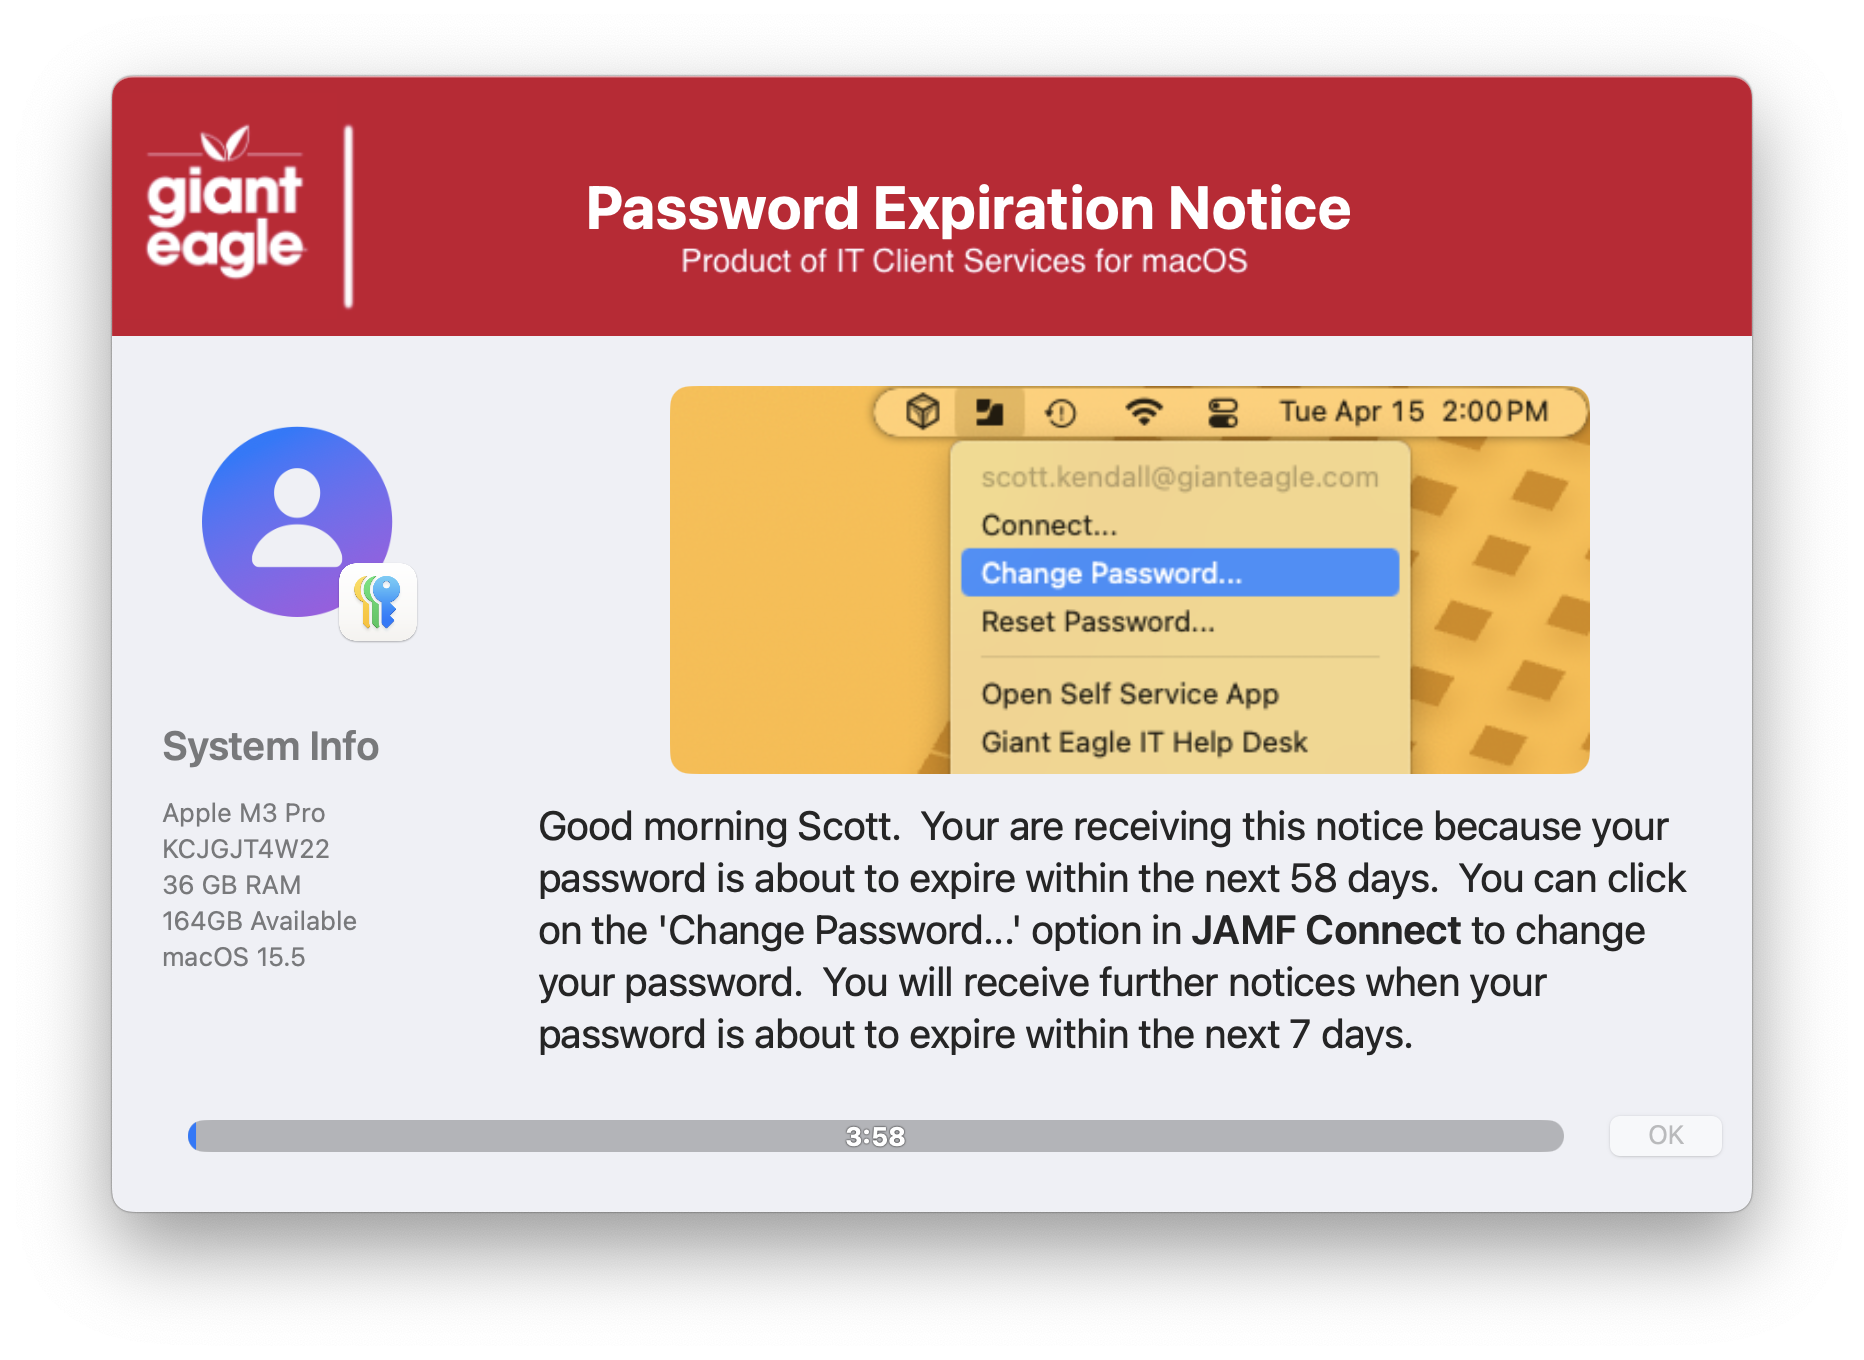 giant
eagle
Password Expiration Notice
Product of IT Client Services for macOS
Tue Apr 15 2:00 PM
scott.kendall@gianteagle.com
Connect...
Change Password...
Reset Password...
Open Self Service App
Giant Eagle IT Help Desk
System Info
Apple M3 Pro
KCJGJT4W22
36 GB RAM
164GB Available
macOS 15.5
Good morning Scott.  Your are receiving this notice because your
password is about to expire within the next 58 days.  You can click
on the 'Change Password...' option in JAMF Connect to change
your password.  You will receive further notices when your
password is about to expire within the next 7 days.
3:58
OK